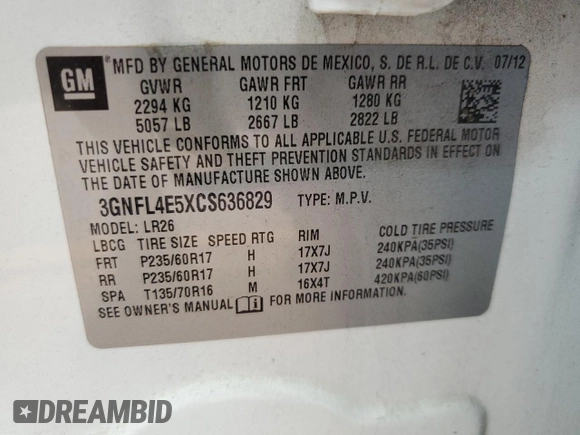 GM
MFD BY GENERAL MOTORS DE MEXICO, S. DE R.L. DE C.V. 07/12
GVWR GAWR FRT GAWR RR
2294 KG 1210 KG 1280 KG
5057 LB 2667 LB 2822 LB
THIS VEHICLE CONFORMS TO ALL APPLICABLE U.S. FEDERAL MOTOR
VEHICLE SAFETY AND THEFT PREVENTION STANDARDS IN EFFECT ON
THE DATE OF MANUFACTURE SHOWN ABOVE.
3GNFL4E5XCS636829 TYPE: M.P.V.
MODEL: LR26
LBCG TIRE SIZE SPEED RTG RIM COLD TIRE PRESSURE
FRT P235/60R17 H 17X7J 240KPA(35PSI)
RR P235/60R17 H 17X7J 240KPA(35PSI)
SPA T135/70R16 M 16X4T 420KPA(60PSI)
SEE OWNER'S MANUAL i FOR MORE INFORMATION.
DREAMBID